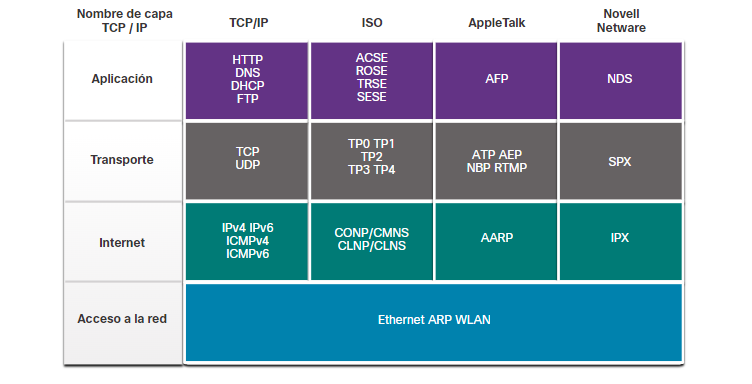 Nombre de capa
TCP / IP
TCP/IP
ISO
AppleTalk
Novell
Netware
Aplicación
HTTP
DNS
DHCP
FTP
ACSE
ROSE
TRSE
SESE
AFP
NDS
Transporte
TCP
UDP
TP0 TP1
TP2
TP3 TP4
ATP AEP
NBP RTMP
SPX
Internet
IPv4 IPv6
ICMPv4
ICMPv6
CONP/CMNS
CLNP/CLNS
AARP
IPX
Acceso a la red
Ethernet ARP WLAN